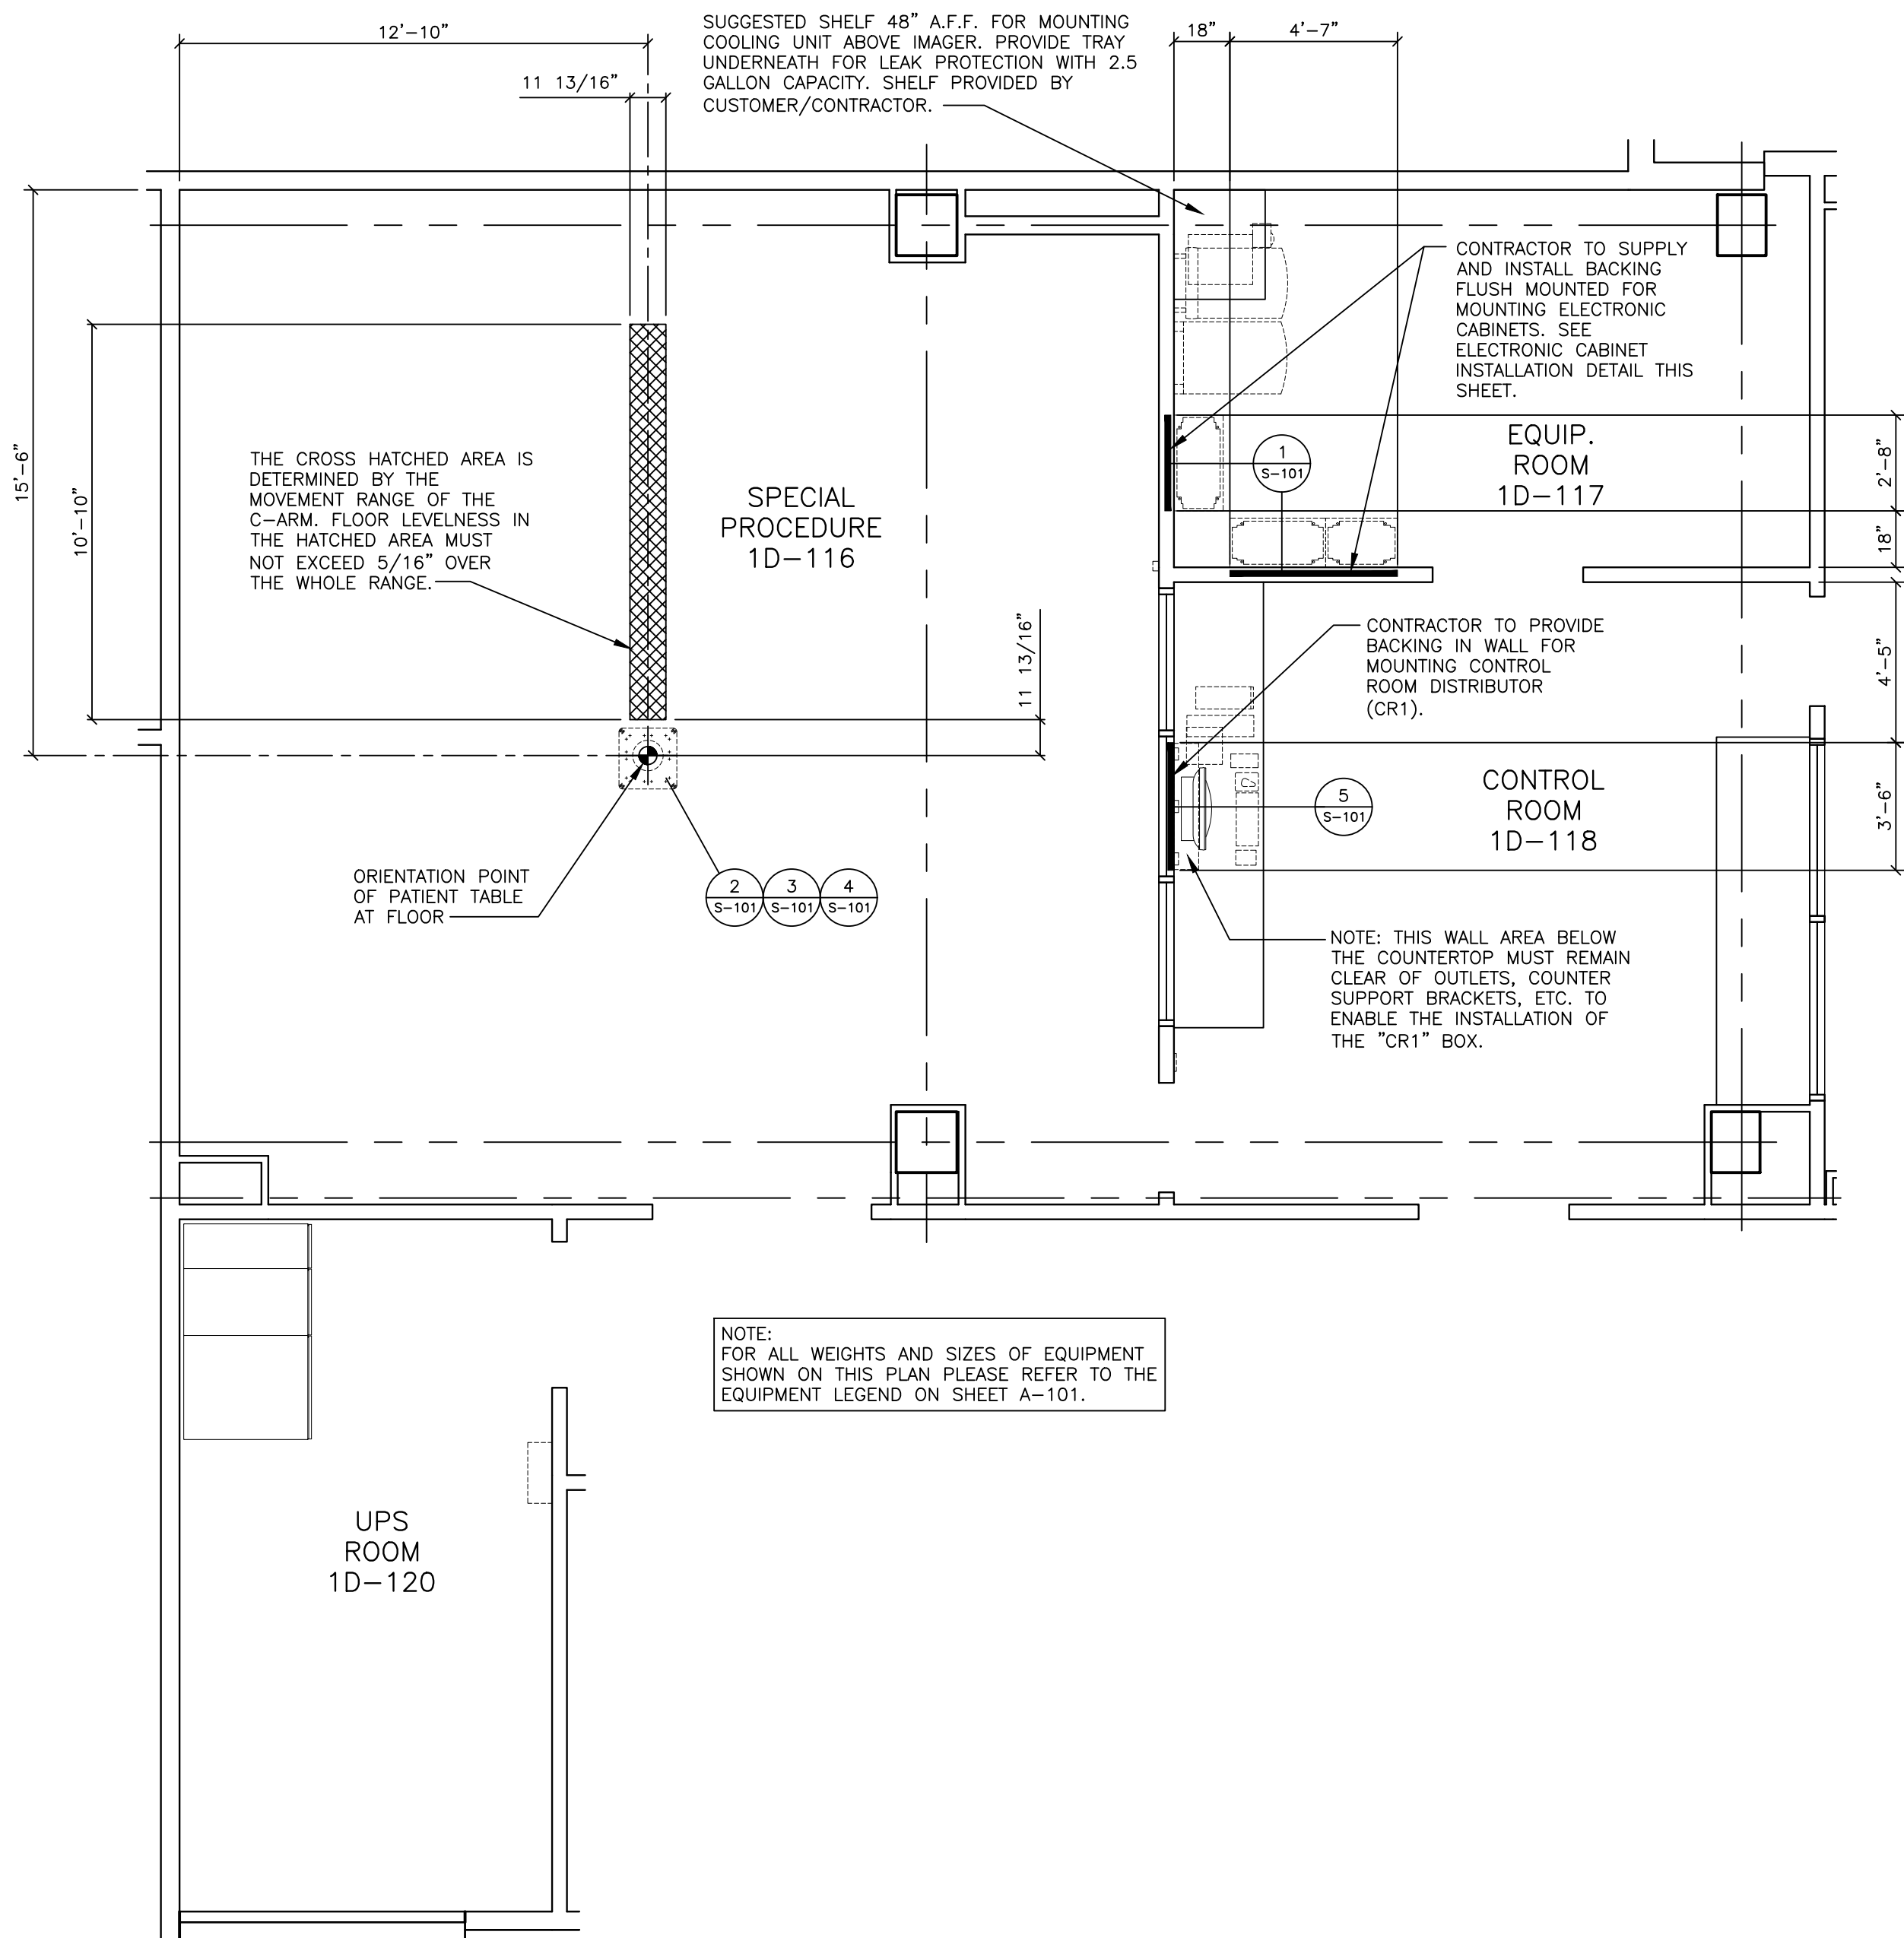 12'-10"
SUGGESTED SHELF 48" A.F.F. FOR MOUNTING
COOLING UNIT ABOVE IMAGER. PROVIDE TRAY
UNDERNEATH FOR LEAK PROTECTION WITH 2.5
GALLON CAPACITY. SHELF PROVIDED BY
CUSTOMER/CONTRACTOR.
18"
4'-7"
11 13/16"
15'-6"
10'-10"
THE CROSS HATCHED AREA IS
DETERMINED BY THE
MOVEMENT RANGE OF THE
C-ARM. FLOOR LEVELNESS IN
THE HATCHED AREA MUST
NOT EXCEED 5/16" OVER
THE WHOLE RANGE.
SPECIAL
PROCEDURE
1D-116
CONTRACTOR TO SUPPLY
AND INSTALL BACKING
FLUSH MOUNTED FOR
MOUNTING ELECTRONIC
CABINETS. SEE
ELECTRONIC CABINET
INSTALLATION DETAIL THIS
SHEET.
1
S-101
EQUIP.
ROOM
1D-117
2'-8"
18"
11 13/16"
CONTRACTOR TO PROVIDE
BACKING IN WALL FOR
MOUNTING CONTROL
ROOM DISTRIBUTOR
(CR1).
4'-5"
5
S-101
CONTROL
ROOM
1D-118
3'-6"
ORIENTATION POINT
OF PATIENT TABLE
AT FLOOR
2
S-101
3
S-101
4
S-101
NOTE: THIS WALL AREA BELOW
THE COUNTERTOP MUST REMAIN
CLEAR OF OUTLETS, COUNTER
SUPPORT BRACKETS, ETC. TO
ENABLE THE INSTALLATION OF
THE "CR1" BOX.
NOTE:
FOR ALL WEIGHTS AND SIZES OF EQUIPMENT
SHOWN ON THIS PLAN PLEASE REFER TO THE
EQUIPMENT LEGEND ON SHEET A-101.
UPS
ROOM
1D-120